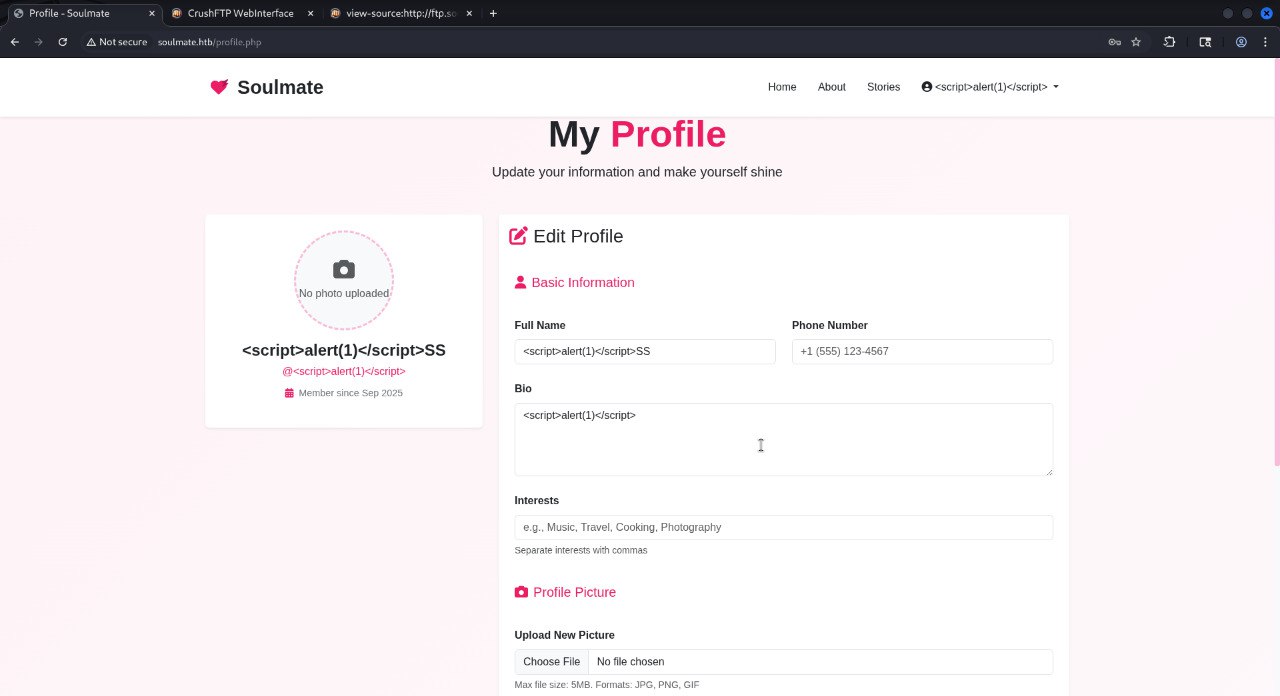 Profile - Soulmate
CrushFTP WebInterface
view-source:http://ftp.so
Not secure
soulmate.htb/profile.php
Soulmate
Home
About
Stories
<script>alert(1)</script>
My Profile
Update your information and make yourself shine
No photo uploaded
<script>alert(1)</script>SS
@<script>alert(1)</script>
Member since Sep 2025
Edit Profile
Basic Information
Full Name
Phone Number
<script>alert(1)</script>SS
+1 (555) 123-4567
Bio
<script>alert(1)</script>
Interests
e.g., Music, Travel, Cooking, Photography
Separate interests with commas
Profile Picture
Upload New Picture
Choose File
No file chosen
Max file size: 5MB. Formats: JPG, PNG, GIF